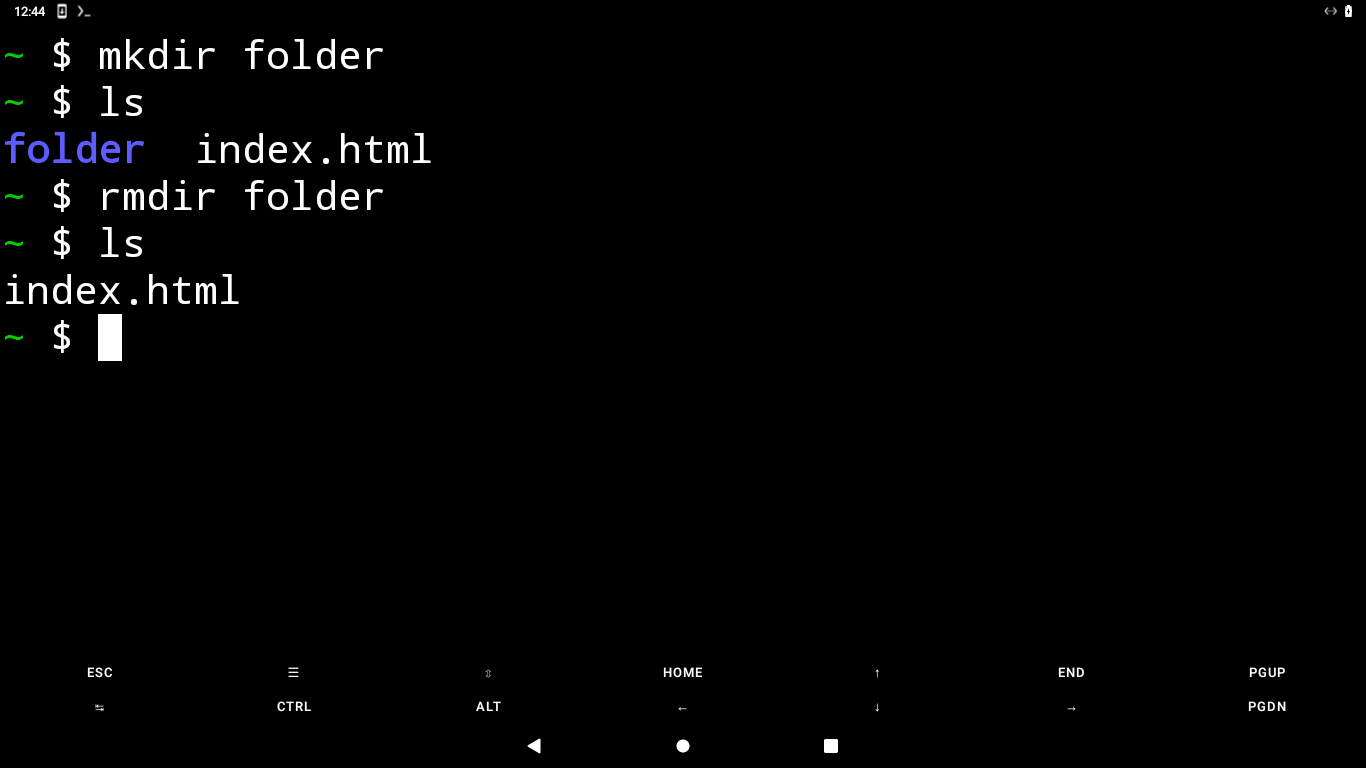 12:44
~ $ mkdir folder
~ $ ls
folder  index.html
~ $ rmdir folder
~ $ ls
index.html
~ $
ESC ☰ ⇳ HOME ↑ END PGUP
↹ CTRL ALT ← ↓ → PGDN